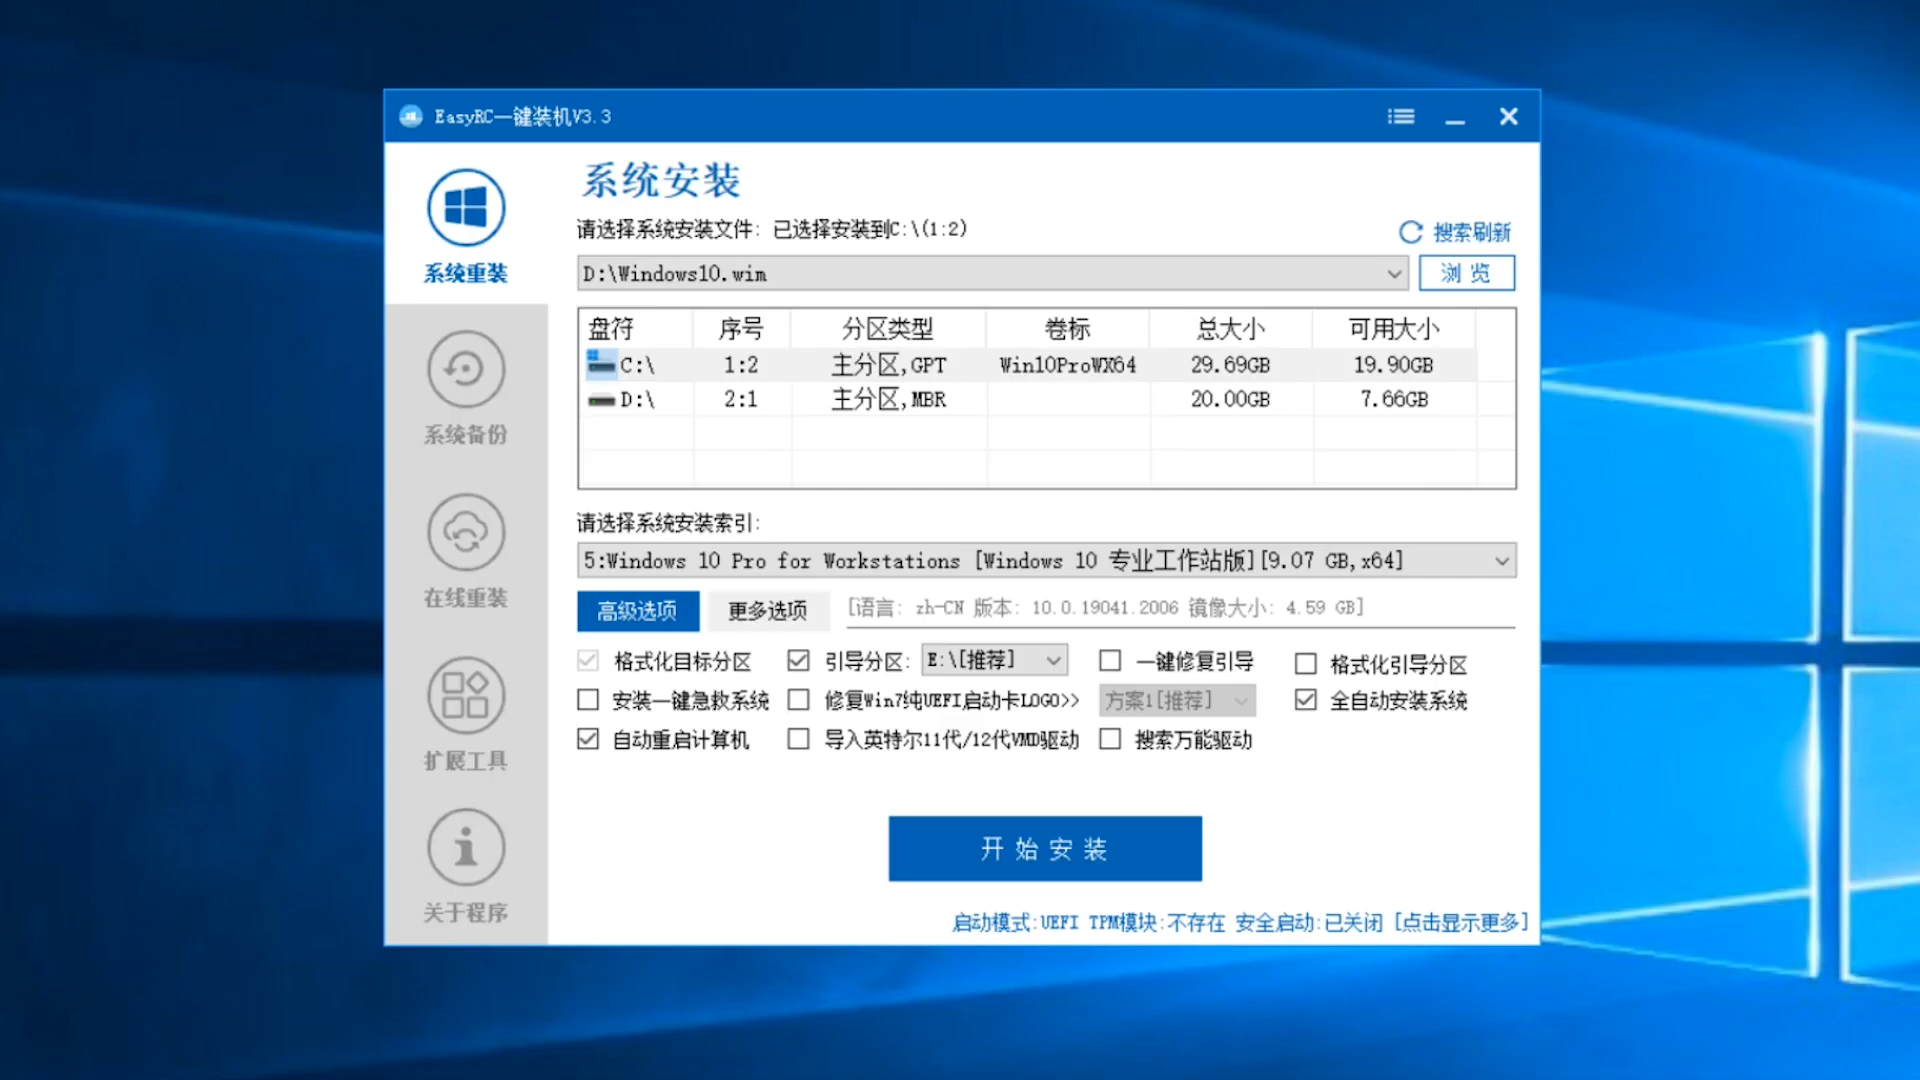 EasyRC一键装机V3.3
系统重装
系统备份
在线重装
扩展工具
关于程序
系统安装
请选择系统安装文件: 已选择安装到C:\(1:2)
搜索刷新
D:\Windows10.wim
浏 览
盘符 序号 分区类型 卷标 总大小 可用大小
C:\ 1:2 主分区,GPT Win10ProWX64 29.69GB 19.90GB
D:\ 2:1 主分区,MBR 20.00GB 7.66GB
请选择系统安装索引:
5:Windows 10 Pro for Workstations [Windows 10 专业工作站版][9.07 GB,x64]
高级选项 更多选项 [语言: zh-CN 版本: 10.0.19041.2006 镜像大小: 4.59 GB]
格式化目标分区 引导分区: E:\[推荐] 一键修复引导 格式化引导分区
安装一键急救系统 修复Win7纯UEFI启动卡LOGO>> 方案1[推荐] 全自动安装系统
自动重启计算机 导入英特尔11代/12代VMD驱动 搜索万能驱动
开 始 安 装
启动模式:UEFI TPM模块:不存在 安全启动:已关闭 [点击显示更多]